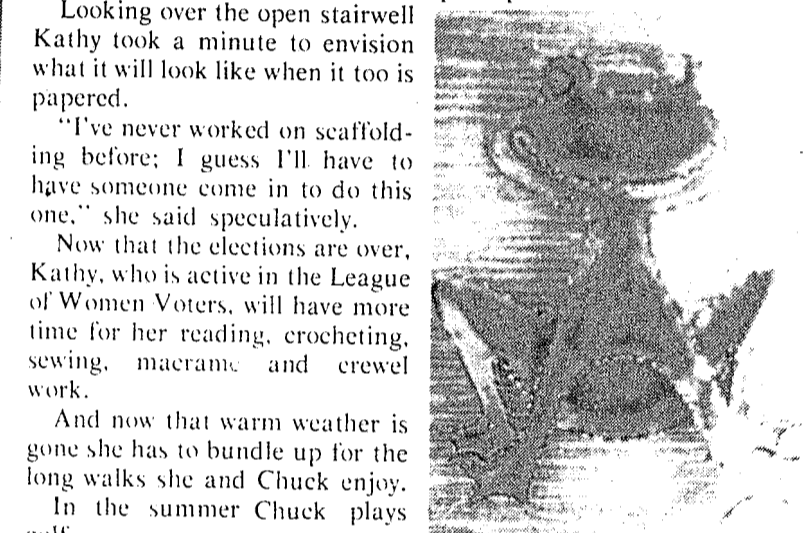 Looking over the open stairwell
Kathy took a minute to envision
what it will look like when it too is
papered.
"I've never worked on scaffold-
ing before; I guess I'll have to
have someone come in to do this
one," she said speculatively.
Now that the elections are over,
Kathy, who is active in the League
of Women Voters, will have more
time for her reading, crocheting,
sewing, macrame and crewel
work.
And now that warm weather is
gone she has to bundle up for the
long walks she and Chuck enjoy.
In the summer Chuck plays